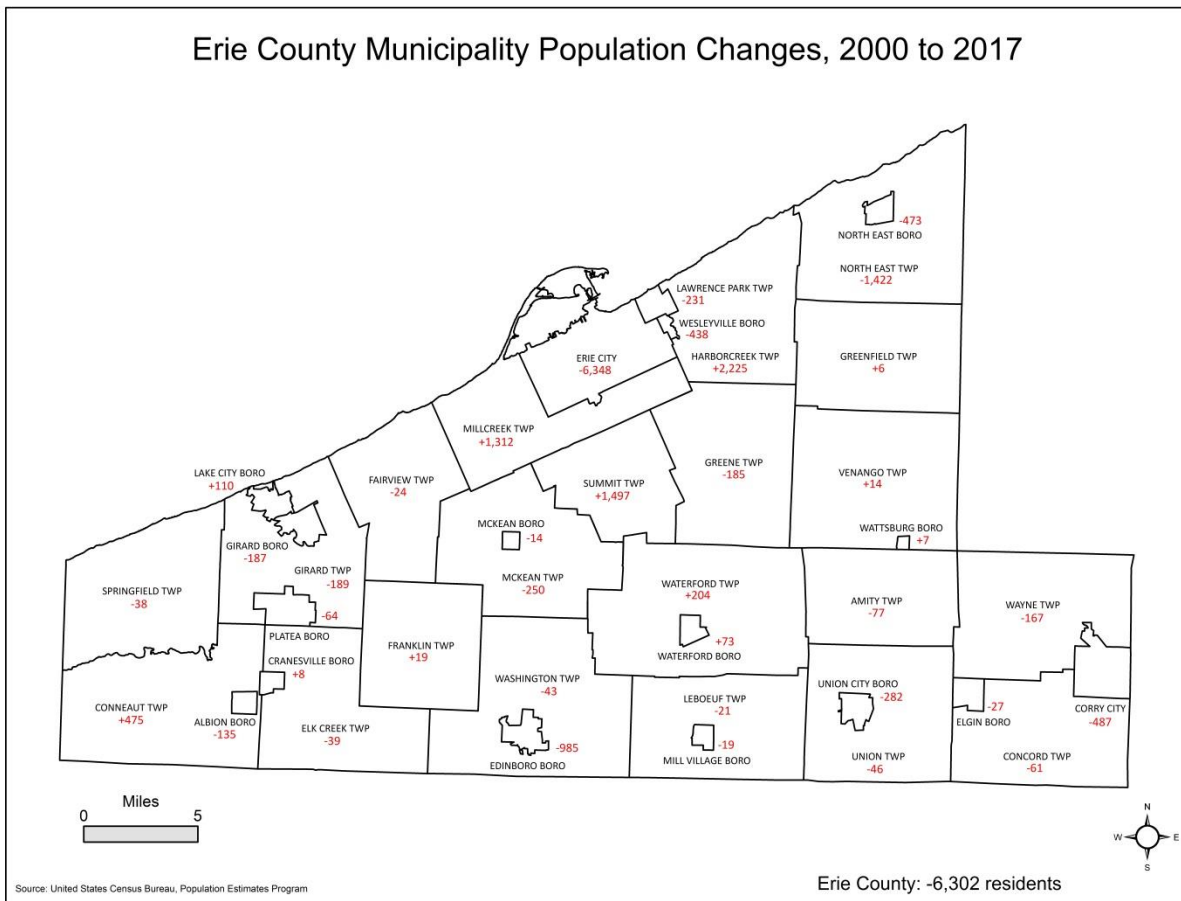 Erie County Municipality Population Changes, 2000 to 2017
-473
NORTH EAST BORO
NORTH EAST TWP
-1,422
LAWRENCE PARK TWP
-231
WESLEYVILLE BORO
-438
HARBORCREEK TWP
+2,225
GREENFIELD TWP
+6
ERIE CITY
-6,348
MILLCREEK TWP
+1,312
LAKE CITY BORO
+110
FAIRVIEW TWP
-24
SUMMIT TWP
+1,497
GREENE TWP
-185
VENANGO TWP
+14
WATTSBURG BORO
+7
MCKEAN BORO
-14
MCKEAN TWP
-250
GIRARD BORO
-187
GIRARD TWP
-189
SPRINGFIELD TWP
-38
-64
PLATEA BORO
WATERFORD TWP
+204
+73
WATERFORD BORO
AMITY TWP
-77
WAYNE TWP
-167
FRANKLIN TWP
+19
CRANESVILLE BORO
+8
CONNEAUT TWP
+475
ALBION BORO
-135
ELK CREEK TWP
-39
WASHINGTON TWP
-43
-985
EDINBORO BORO
LEBOEUF TWP
-21
-19
MILL VILLAGE BORO
UNION CITY BORO
-282
UNION TWP
-46
-27
ELGIN BORO
CORRY CITY
-487
CONCORD TWP
-61
Miles
0 5
N
W E
S
Source: United States Census Bureau, Population Estimates Program
Erie County: -6,302 residents